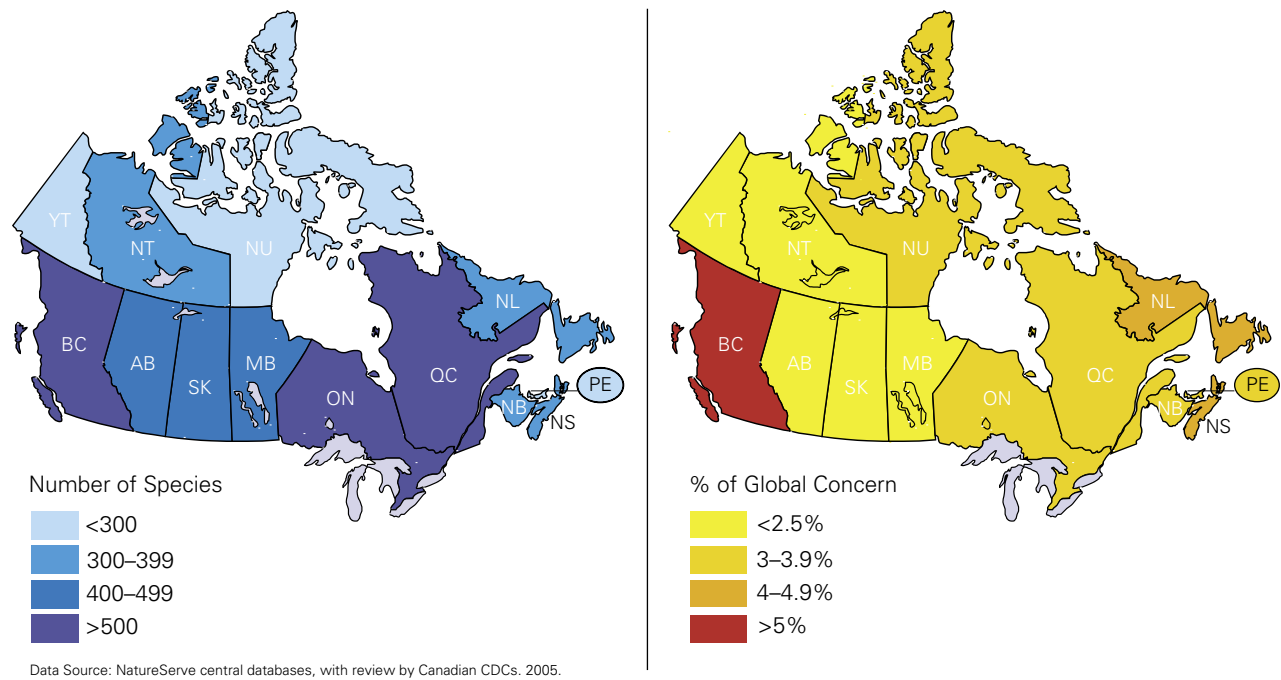 YT
NT
NU
NL
BC
AB
SK
MB
ON
QC
PE
NB
NS
Number of Species
<300
300–399
400–499
>500
Data Source: NatureServe central databases, with review by Canadian CDCs. 2005.
YT
NT
NU
NL
BC
AB
SK
MB
ON
QC
PE
NB
NS
% of Global Concern
<2.5%
3–3.9%
4–4.9%
>5%